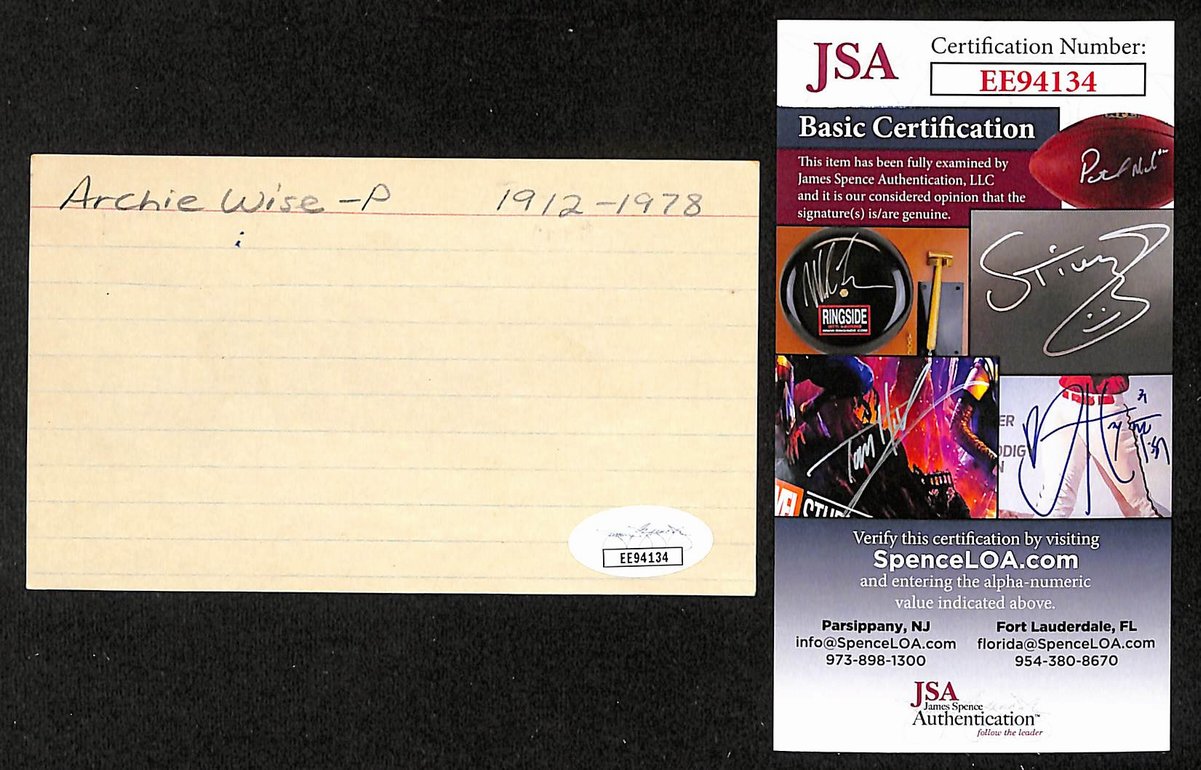 Archie Wise - P 1912-1978
EE94134
JSA
Certification Number:
EE94134
Basic Certification
This item has been fully examined by
James Spence Authentication, LLC
and it is our considered opinion that the
signature(s) is/are genuine.
RINGSIDE
Verify this certification by visiting
SpenceLOA.com
and entering the alpha-numeric
value indicated above.
Parsippany, NJ
info@SpenceLOA.com
973-898-1300
Fort Lauderdale, FL
florida@SpenceLOA.com
954-380-8670
JSA
James Spence
Authentication™
follow the leader